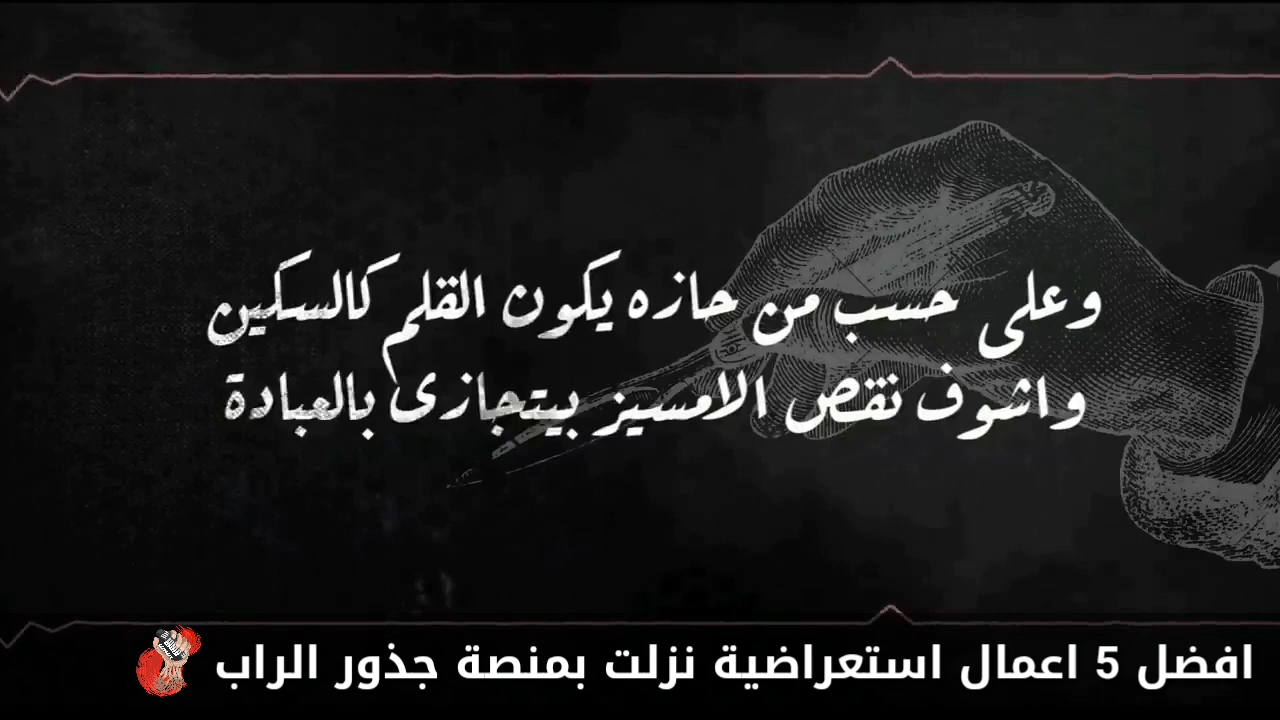 وعلى حسب من حازه يكون القلم كالسكين
واشوف نقص الامسيز بيتجازى بالعبادة
افضل 5 اعمال استعراضية نزلت بمنصة جذور الراب